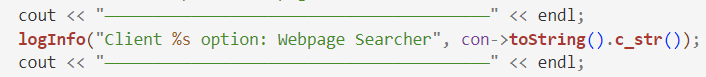 cout << "————————————————————————————————————————" << endl;
logInfo("Client %s option: Webpage Searcher", con->toString().c_str());
cout << "————————————————————————————————————————" << endl;